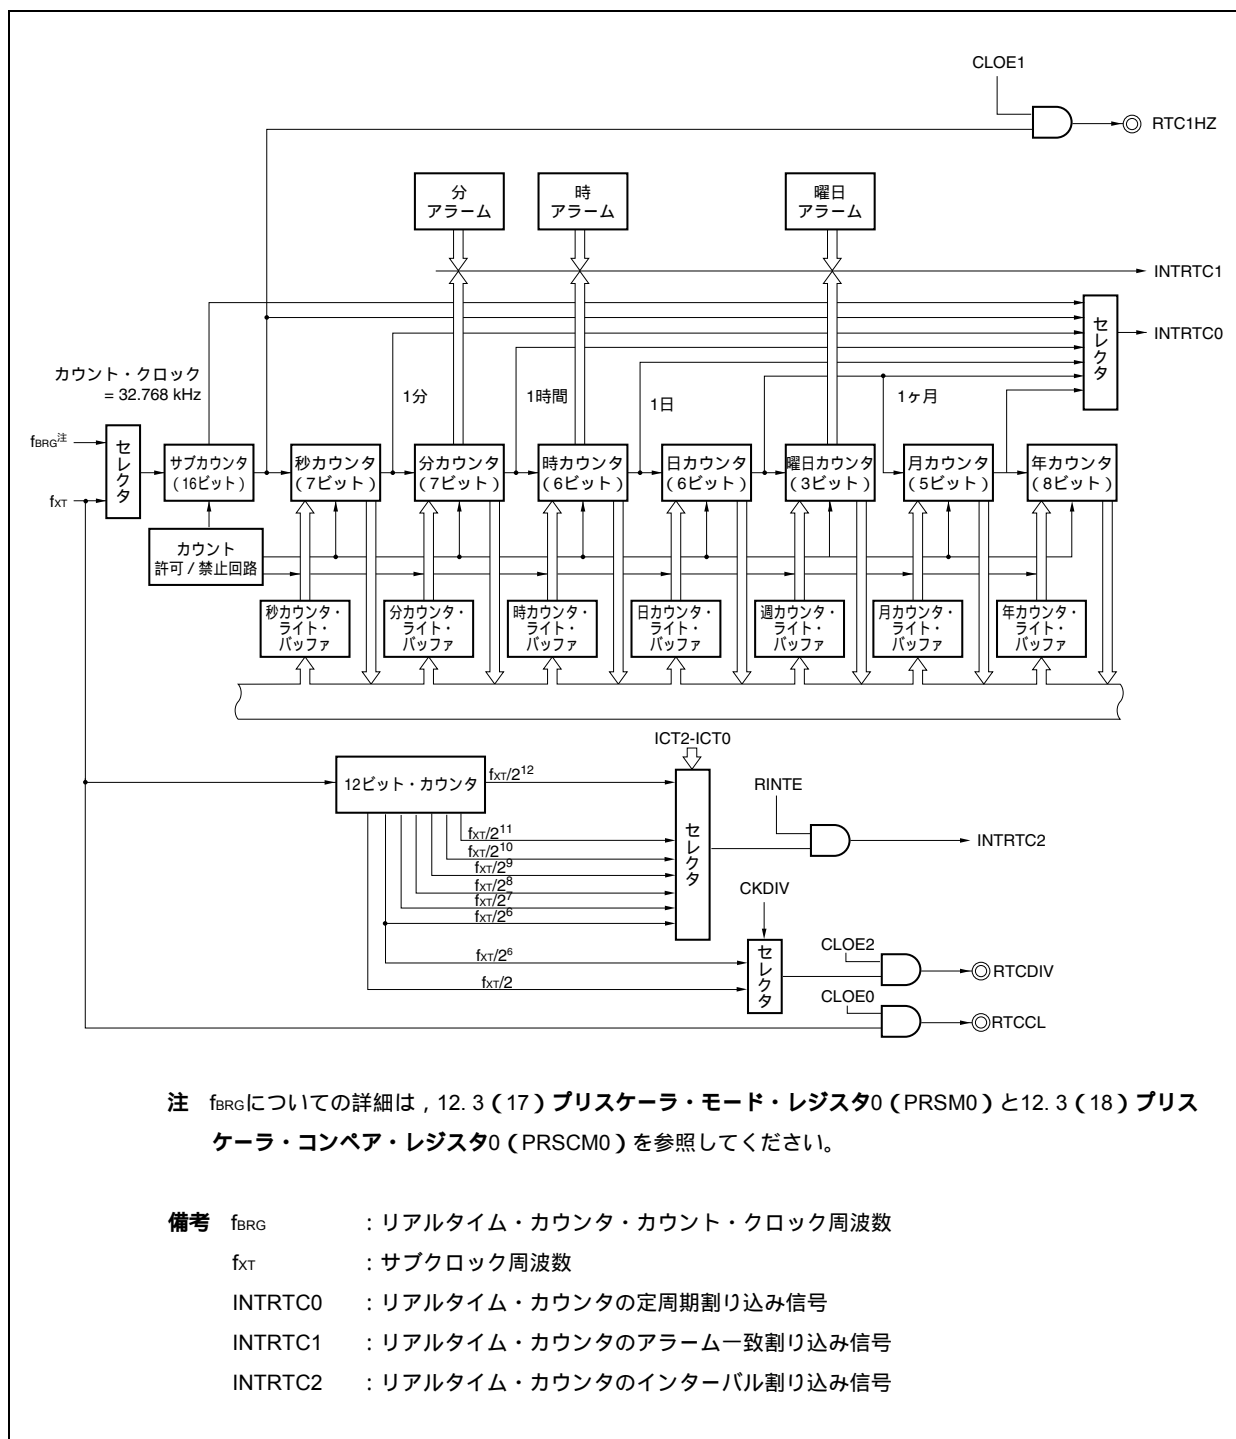 CLOE1
RTC1HZ
分
アラーム
時
アラーム
曜日
アラーム
INTRTC1
セレクタ
INTRTC0
カウント・クロック
= 32.768 kHz
1分
1時間
1日
1ヶ月
fBRG注
fXT
セレクタ
サブカウンタ
(16ビット)
秒カウンタ
(7ビット)
分カウンタ
(7ビット)
時カウンタ
(6ビット)
日カウンタ
(6ビット)
曜日カウンタ
(3ビット)
月カウンタ
(5ビット)
年カウンタ
(8ビット)
カウント
許可/禁止回路
秒カウンタ・
ライト・
バッファ
分カウンタ・
ライト・
バッファ
時カウンタ・
ライト・
バッファ
日カウンタ・
ライト・
バッファ
週カウンタ・
ライト・
バッファ
月カウンタ・
ライト・
バッファ
年カウンタ・
ライト・
バッファ
ICT2-ICT0
12ビット・カウンタ
fXT/2^12
RINTE
セレクタ
fXT/2^11
INTRTC2
fXT/2^10
fXT/2^9
fXT/2^8
fXT/2^7
fXT/2^6
CKDIV
セレクタ
CLOE2
fXT/2^6
RTCDIV
fXT/2
CLOE0
RTCCL
注 fBRGについての詳細は，12. 3（17）プリスケーラ・モード・レジスタ0（PRSM0）と12. 3（18）プリス
ケーラ・コンペア・レジスタ0（PRSCM0）を参照してください。
備考 fBRG ：リアルタイム・カウンタ・カウント・クロック周波数
fXT ：サブクロック周波数
INTRTC0 ：リアルタイム・カウンタの定周期割り込み信号
INTRTC1 ：リアルタイム・カウンタのアラーム一致割り込み信号
INTRTC2 ：リアルタイム・カウンタのインターバル割り込み信号